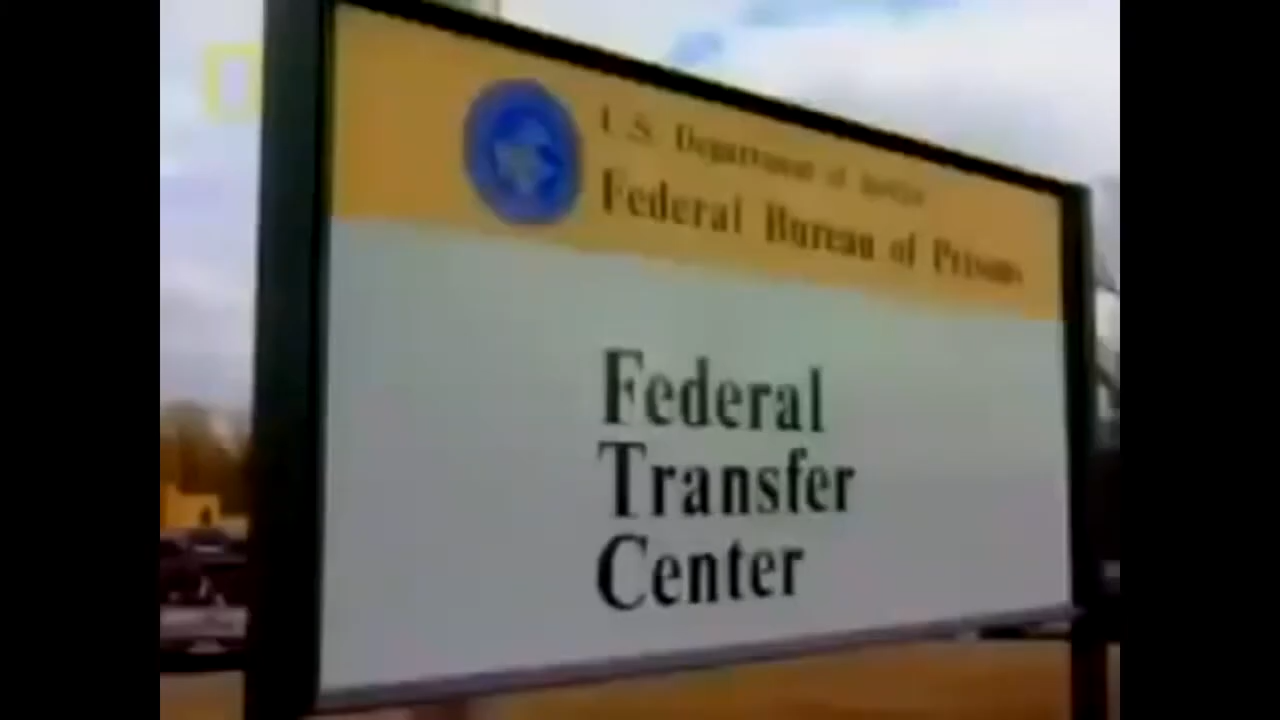 U.S. Department of Justice
Federal Bureau of Prisons
Federal
Transfer
Center